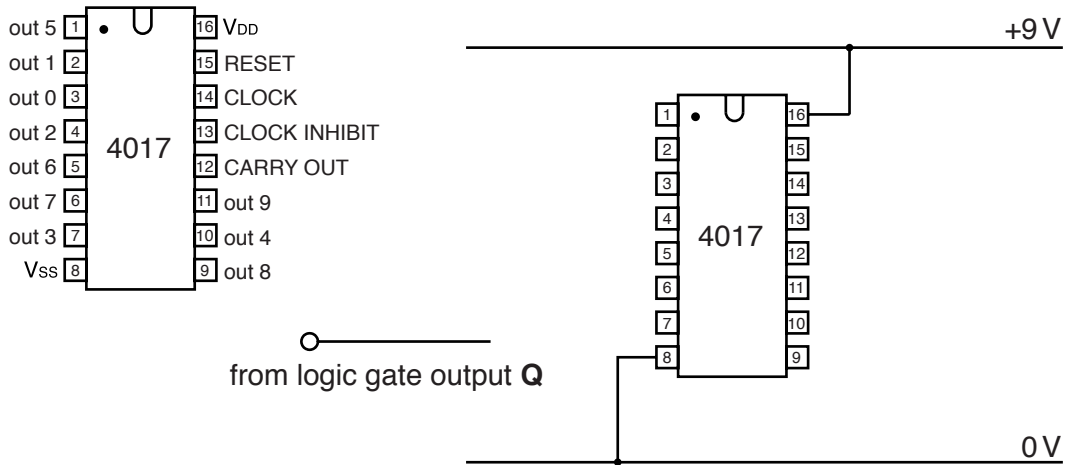 out 5 1 16 VDD
out 1 2 15 RESET
out 0 3 14 CLOCK
out 2 4 13 CLOCK INHIBIT
4017
out 6 5 12 CARRY OUT
out 7 6 11 out 9
out 3 7 10 out 4
VSS 8 9 out 8
+9 V
1 16
2 15
3 14
4 13
4017
5 12
6 11
7 10
8 9
from logic gate output Q
0 V